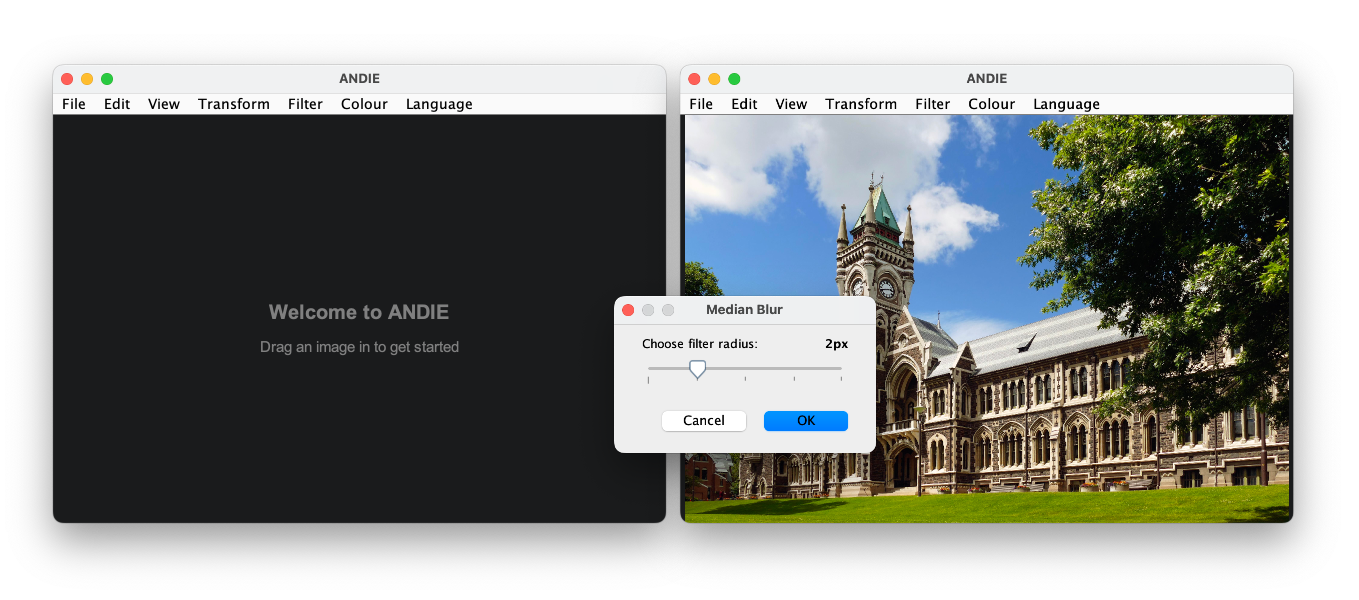 ANDIE
File Edit View Transform Filter Colour Language
Welcome to ANDIE
Drag an image in to get started
ANDIE
File Edit View Transform Filter Colour Language
Median Blur
Choose filter radius: 2px
Cancel OK